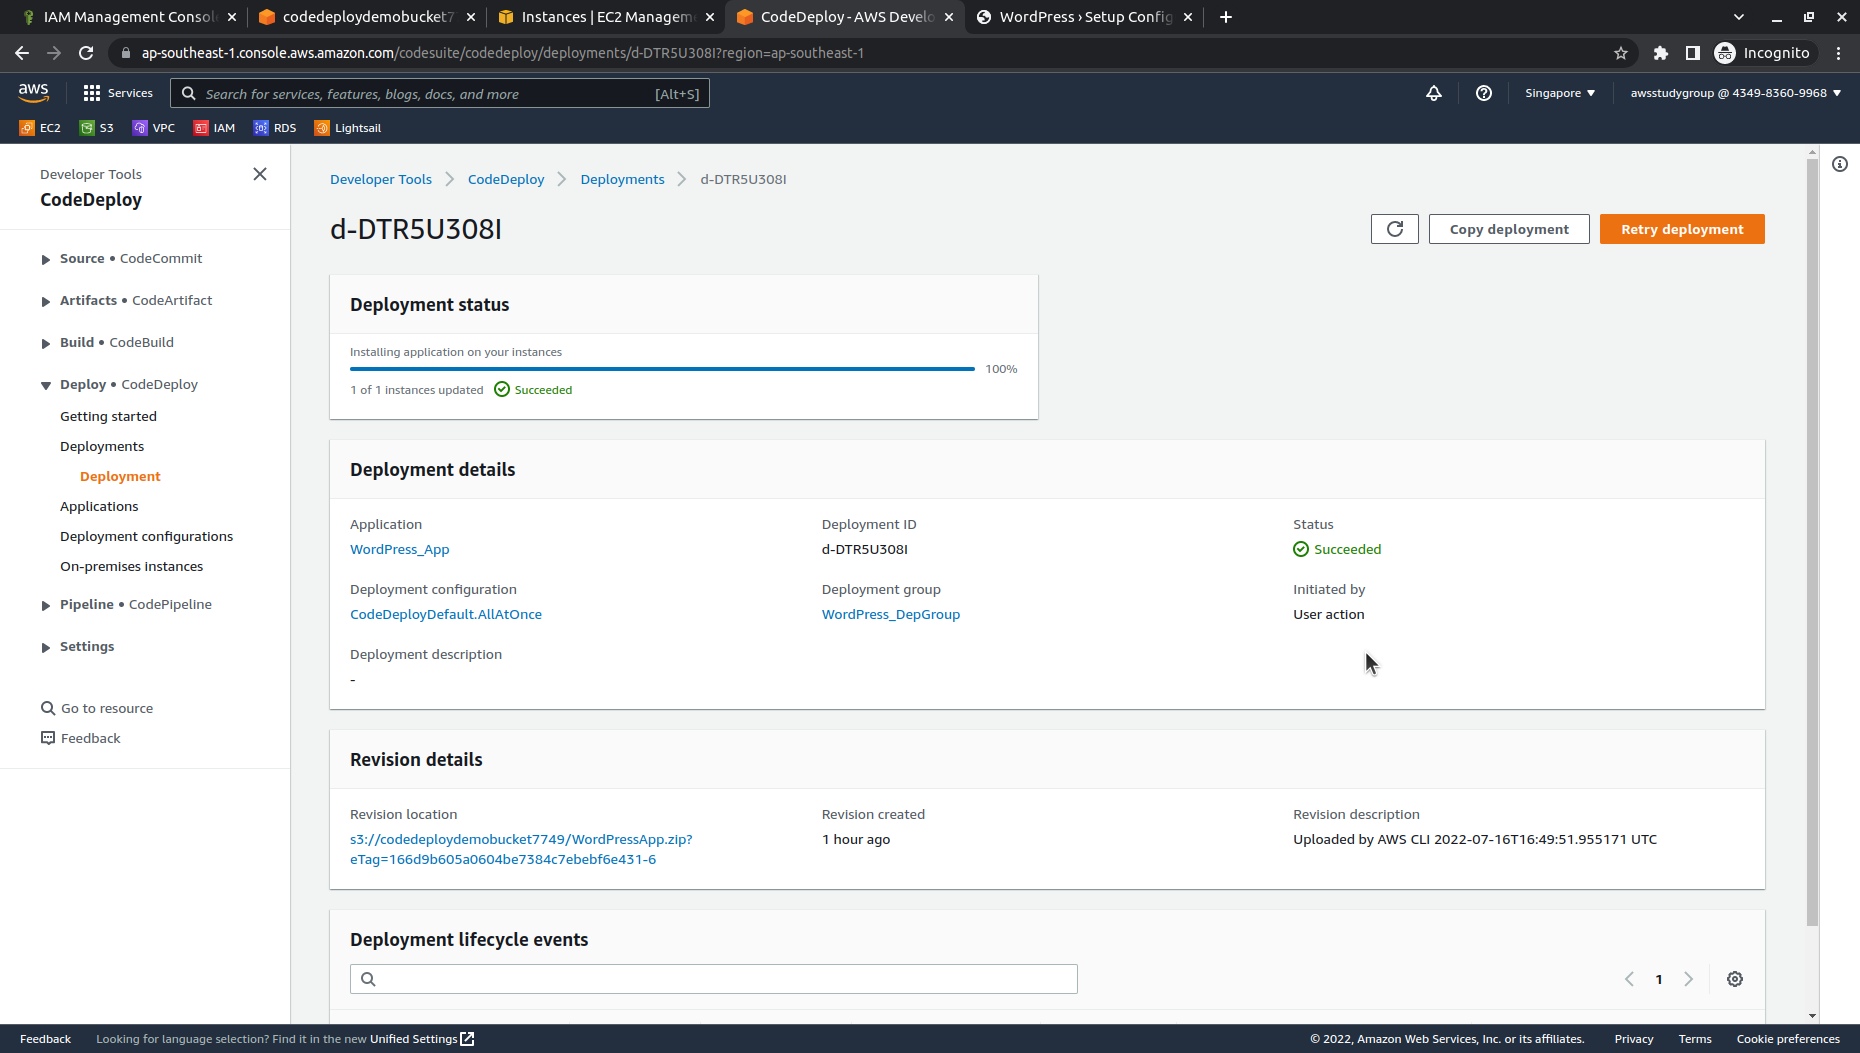 IAM Management Consol
codedeploydemobucket7
Instances | EC2 Managem
CodeDeploy - AWS Develo
WordPress › Setup Config
ap-southeast-1.console.aws.amazon.com/codesuite/codedeploy/deployments/d-DTR5U308I?region=ap-southeast-1
Incognito
aws
Services
Search for services, features, blogs, docs, and more
[Alt+S]
Singapore
awsstudygroup @ 4349-8360-9968
EC2
S3
VPC
IAM
RDS
Lightsail
Developer Tools
CodeDeploy
Source • CodeCommit
Artifacts • CodeArtifact
Build • CodeBuild
Deploy • CodeDeploy
Getting started
Deployments
Deployment
Applications
Deployment configurations
On-premises instances
Pipeline • CodePipeline
Settings
Go to resource
Feedback
Developer Tools
CodeDeploy
Deployments
d-DTR5U308I
d-DTR5U308I
Copy deployment
Retry deployment
Deployment status
Installing application on your instances
100%
1 of 1 instances updated
Succeeded
Deployment details
Application
WordPress_App
Deployment ID
d-DTR5U308I
Status
Succeeded
Deployment configuration
CodeDeployDefault.AllAtOnce
Deployment group
WordPress_DepGroup
Initiated by
User action
Deployment description
-
Revision details
Revision location
s3://codedeploydemobucket7749/WordPressApp.zip?
eTag=166d9b605a0604be7384c7ebebf6e431-6
Revision created
1 hour ago
Revision description
Uploaded by AWS CLI 2022-07-16T16:49:51.955171 UTC
Deployment lifecycle events
1
Feedback
Looking for language selection? Find it in the new Unified Settings
© 2022, Amazon Web Services, Inc. or its affiliates.
Privacy
Terms
Cookie preferences